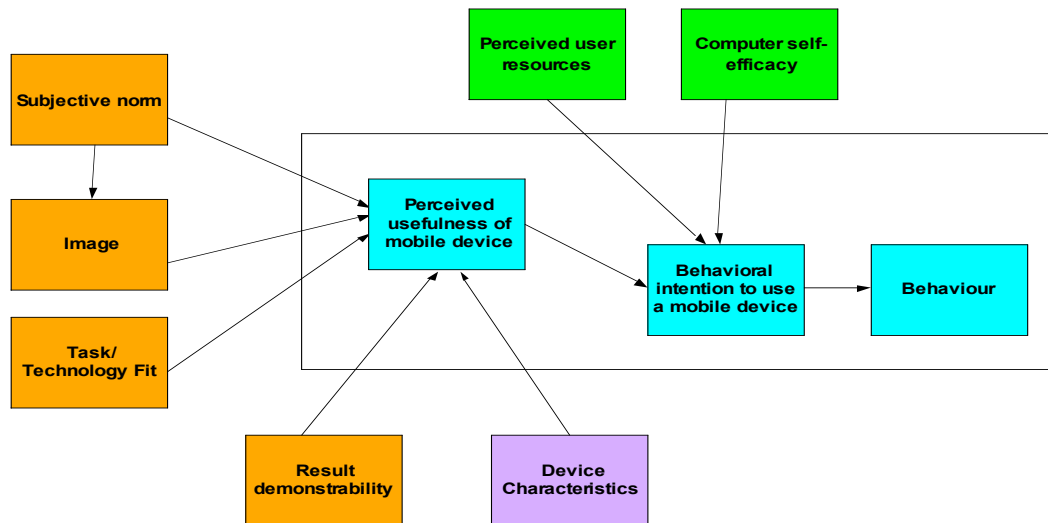 Perceived user
resources
Computer self-
efficacy
Subjective norm
Perceived
usefulness of
mobile device
Image
Behavioral
intention to use
a mobile device
Behaviour
Task/
Technology Fit
Result
demonstrability
Device
Characteristics